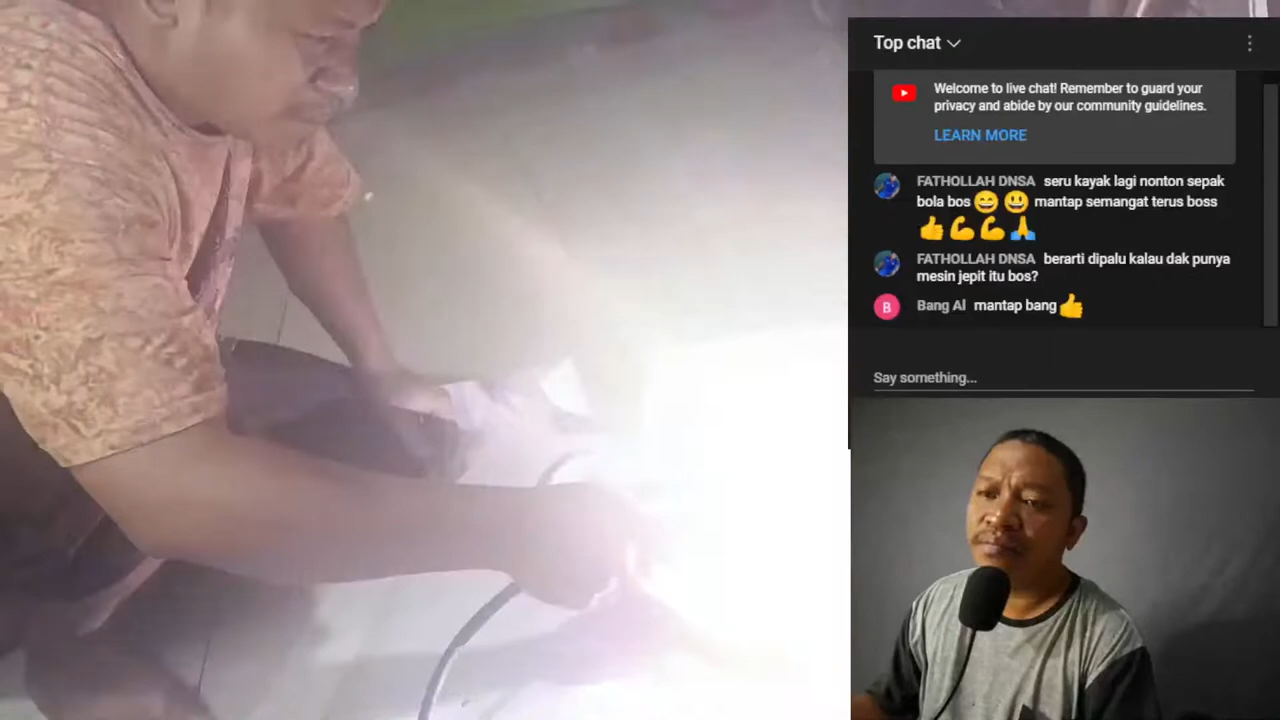 Top chat
Welcome to live chat! Remember to guard your
privacy and abide by our community guidelines.
LEARN MORE
FATHOLLAH DNSA seru kayak lagi nonton sepak
bola bos 😄 😃 mantap semangat terus boss
👍💪💪🙏
FATHOLLAH DNSA berarti dipalu kalau dak punya
mesin jepit itu bos?
B Bang Al mantap bang👍
Say something...